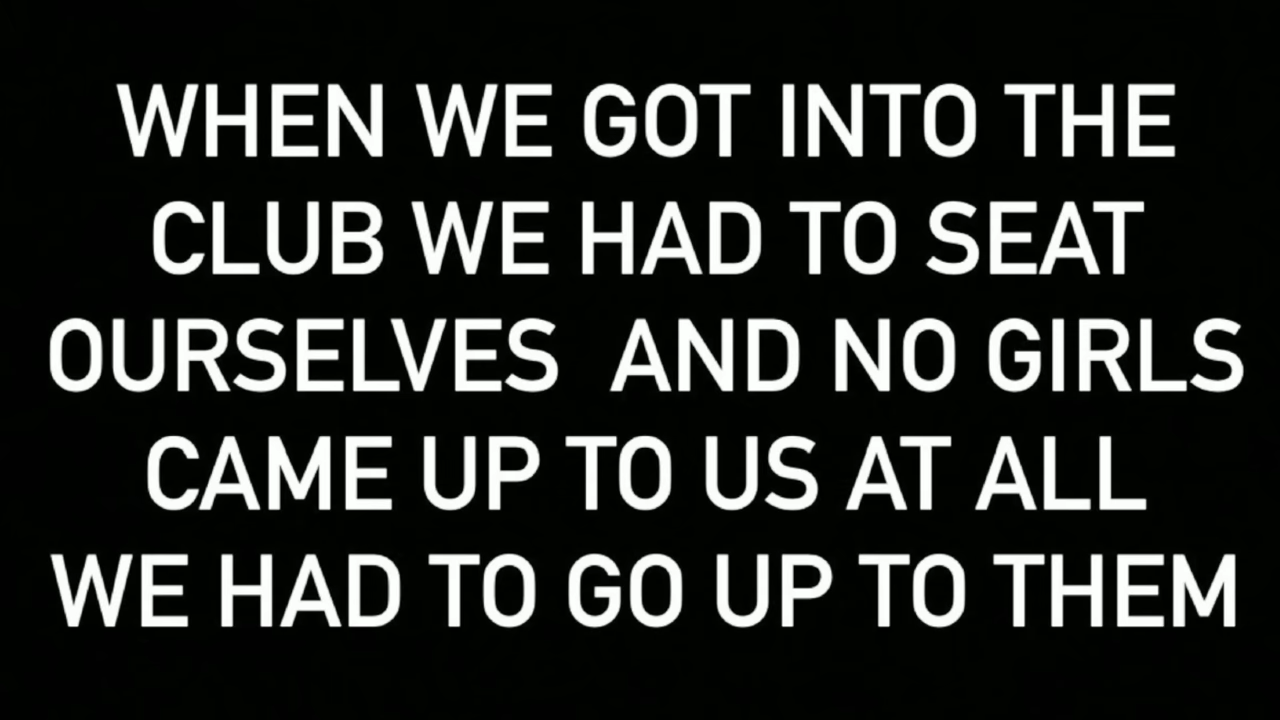 WHEN WE GOT INTO THE
CLUB WE HAD TO SEAT
OURSELVES  AND NO GIRLS
CAME UP TO US AT ALL
WE HAD TO GO UP TO THEM